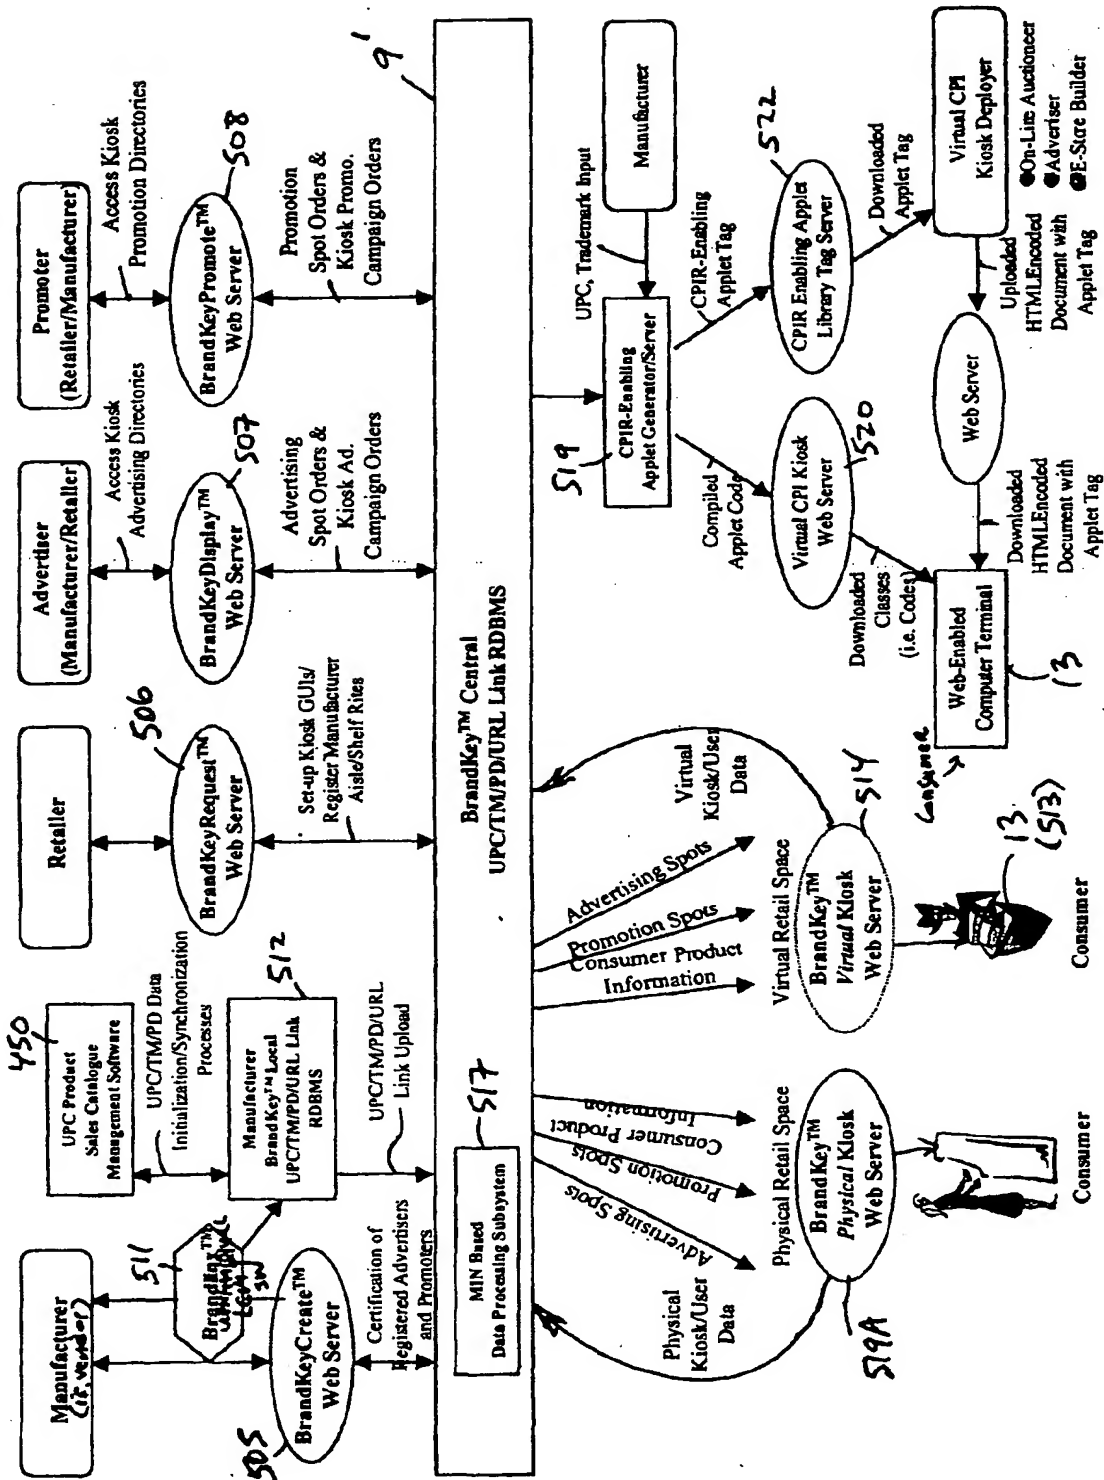 Manufacturer
(ie, vendor)
511
BrandKey™
505
BrandKeyCreate™
Web Server
Certification of
Registered Advertisers
and Promoters
450
UPC Product
Sales Catalogue
Management Software
UPC/TM/PD Data
Initialization/Synchronization
Processes
512
Manufacturer
BrandKey™ Local
UPC/TM/PD/URL Link
RDBMS
UPC/TM/PD/URL
Link Upload
Retailer
506
BrandKeyRequest™
Web Server
Set-up Kiosk GUIs/
Register Manufacturer
Aisle/Shelf Rites
Advertiser
(Manufacturer/Retailer)
Access Kiosk
Advertising Directories
507
BrandKeyDisplay™
Web Server
Advertising
Spot Orders &
Kiosk Ad.
Campaign Orders
Promoter
(Retailer/Manufacturer)
Access Kiosk
Promotion Directories
508
BrandKeyPromote™
Web Server
Promotion
Spot Orders &
Kiosk Promo.
Campaign Orders
9'
BrandKey™ Central
UPC/TM/PD/URL Link RDBMS
MIN Based
Data Processing Subsystem
517
Physical
Kiosk/User
Data
Advertising Spots
Promotion Spots
Consumer Product
Information
Physical Retail Space
BrandKey™
Physical Kiosk
Web Server
519A
Consumer
Consumer Product
Information
Promotion Spots
Advertising Spots
Virtual
Kiosk/User
Data
Virtual Retail Space
BrandKey™
Virtual Kiosk
Web Server
514
13
(513)
Consumer
519
CPIR-Enabling
Applet Generator/Server
UPC, Trademark Input
Manufacturer
Compiled
Applet Code
CPIR-Enabling
Applet Tag
Virtual CPI Kiosk
Web Server
520
CPIR Enabling Applet
Library Tag Server
522
Downloaded
Classes
(i.e. Codes)
Downloaded
Applet Tag
Consumer
Web-Enabled
Computer Terminal
13
Downloaded
HTMLEncoded
Document with
Applet Tag
Web Server
Uploaded
HTMLEncoded
Document with
Applet Tag
Virtual CPI
Kiosk Deployer
●On-Line Auctioneer
●Advertiser
●E-Store Builder